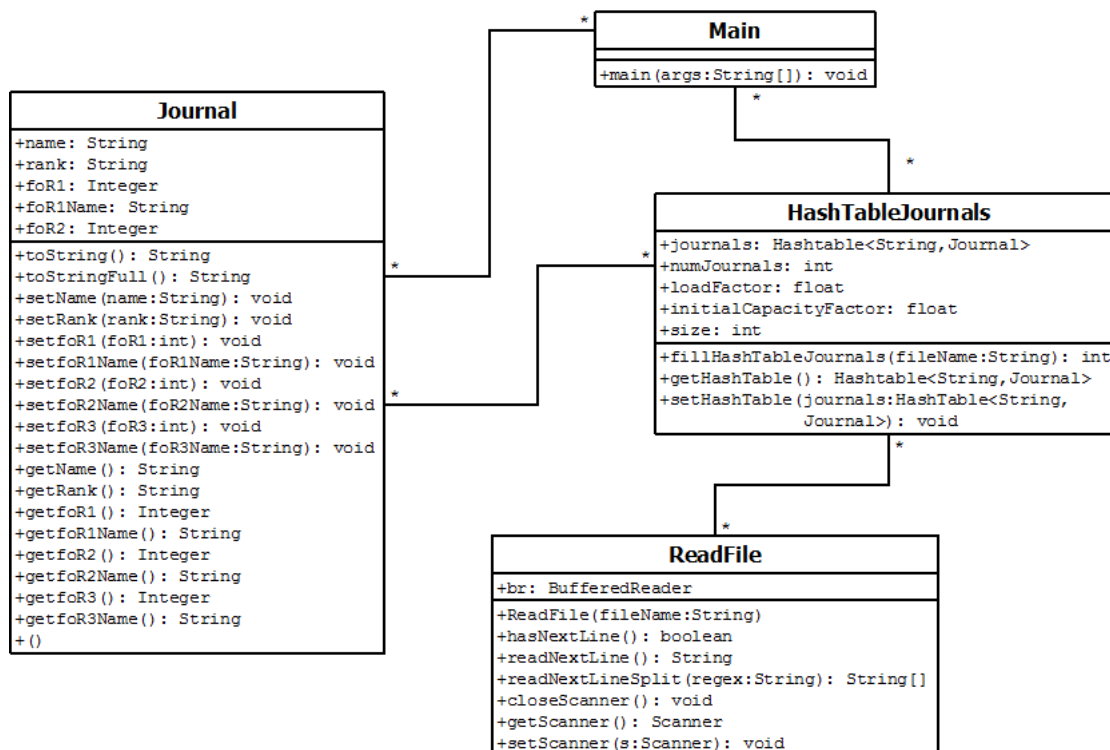 *
Main
+main(args:String[]): void
*
*
Journal
+name: String
+rank: String
+foR1: Integer
+foR1Name: String
+foR2: Integer
+toString(): String
+toStringFull(): String
+setName(name:String): void
+setRank(rank:String): void
+setfoR1(foR1:int): void
+setfoR1Name(foR1Name:String): void
+setfoR2(foR2:int): void
+setfoR2Name(foR2Name:String): void
+setfoR3(foR3:int): void
+setfoR3Name(foR3Name:String): void
+getName(): String
+getRank(): String
+getfoR1(): Integer
+getfoR1Name(): String
+getfoR2(): Integer
+getfoR2Name(): String
+getfoR3(): Integer
+getfoR3Name(): String
+()
*
*
*
HashTableJournals
+journals: Hashtable<String,Journal>
+numJournals: int
+loadFactor: float
+initialCapacityFactor: float
+size: int
+fillHashTableJournals(fileName:String): int
+getHashTable(): Hashtable<String,Journal>
+setHashTable(journals:HashTable<String,
Journal>): void
*
*
ReadFile
+br: BufferedReader
+ReadFile(fileName:String)
+hasNextLine(): boolean
+readNextLine(): String
+readNextLineSplit(regex:String): String[]
+closeScanner(): void
+getScanner(): Scanner
+setScanner(s:Scanner): void